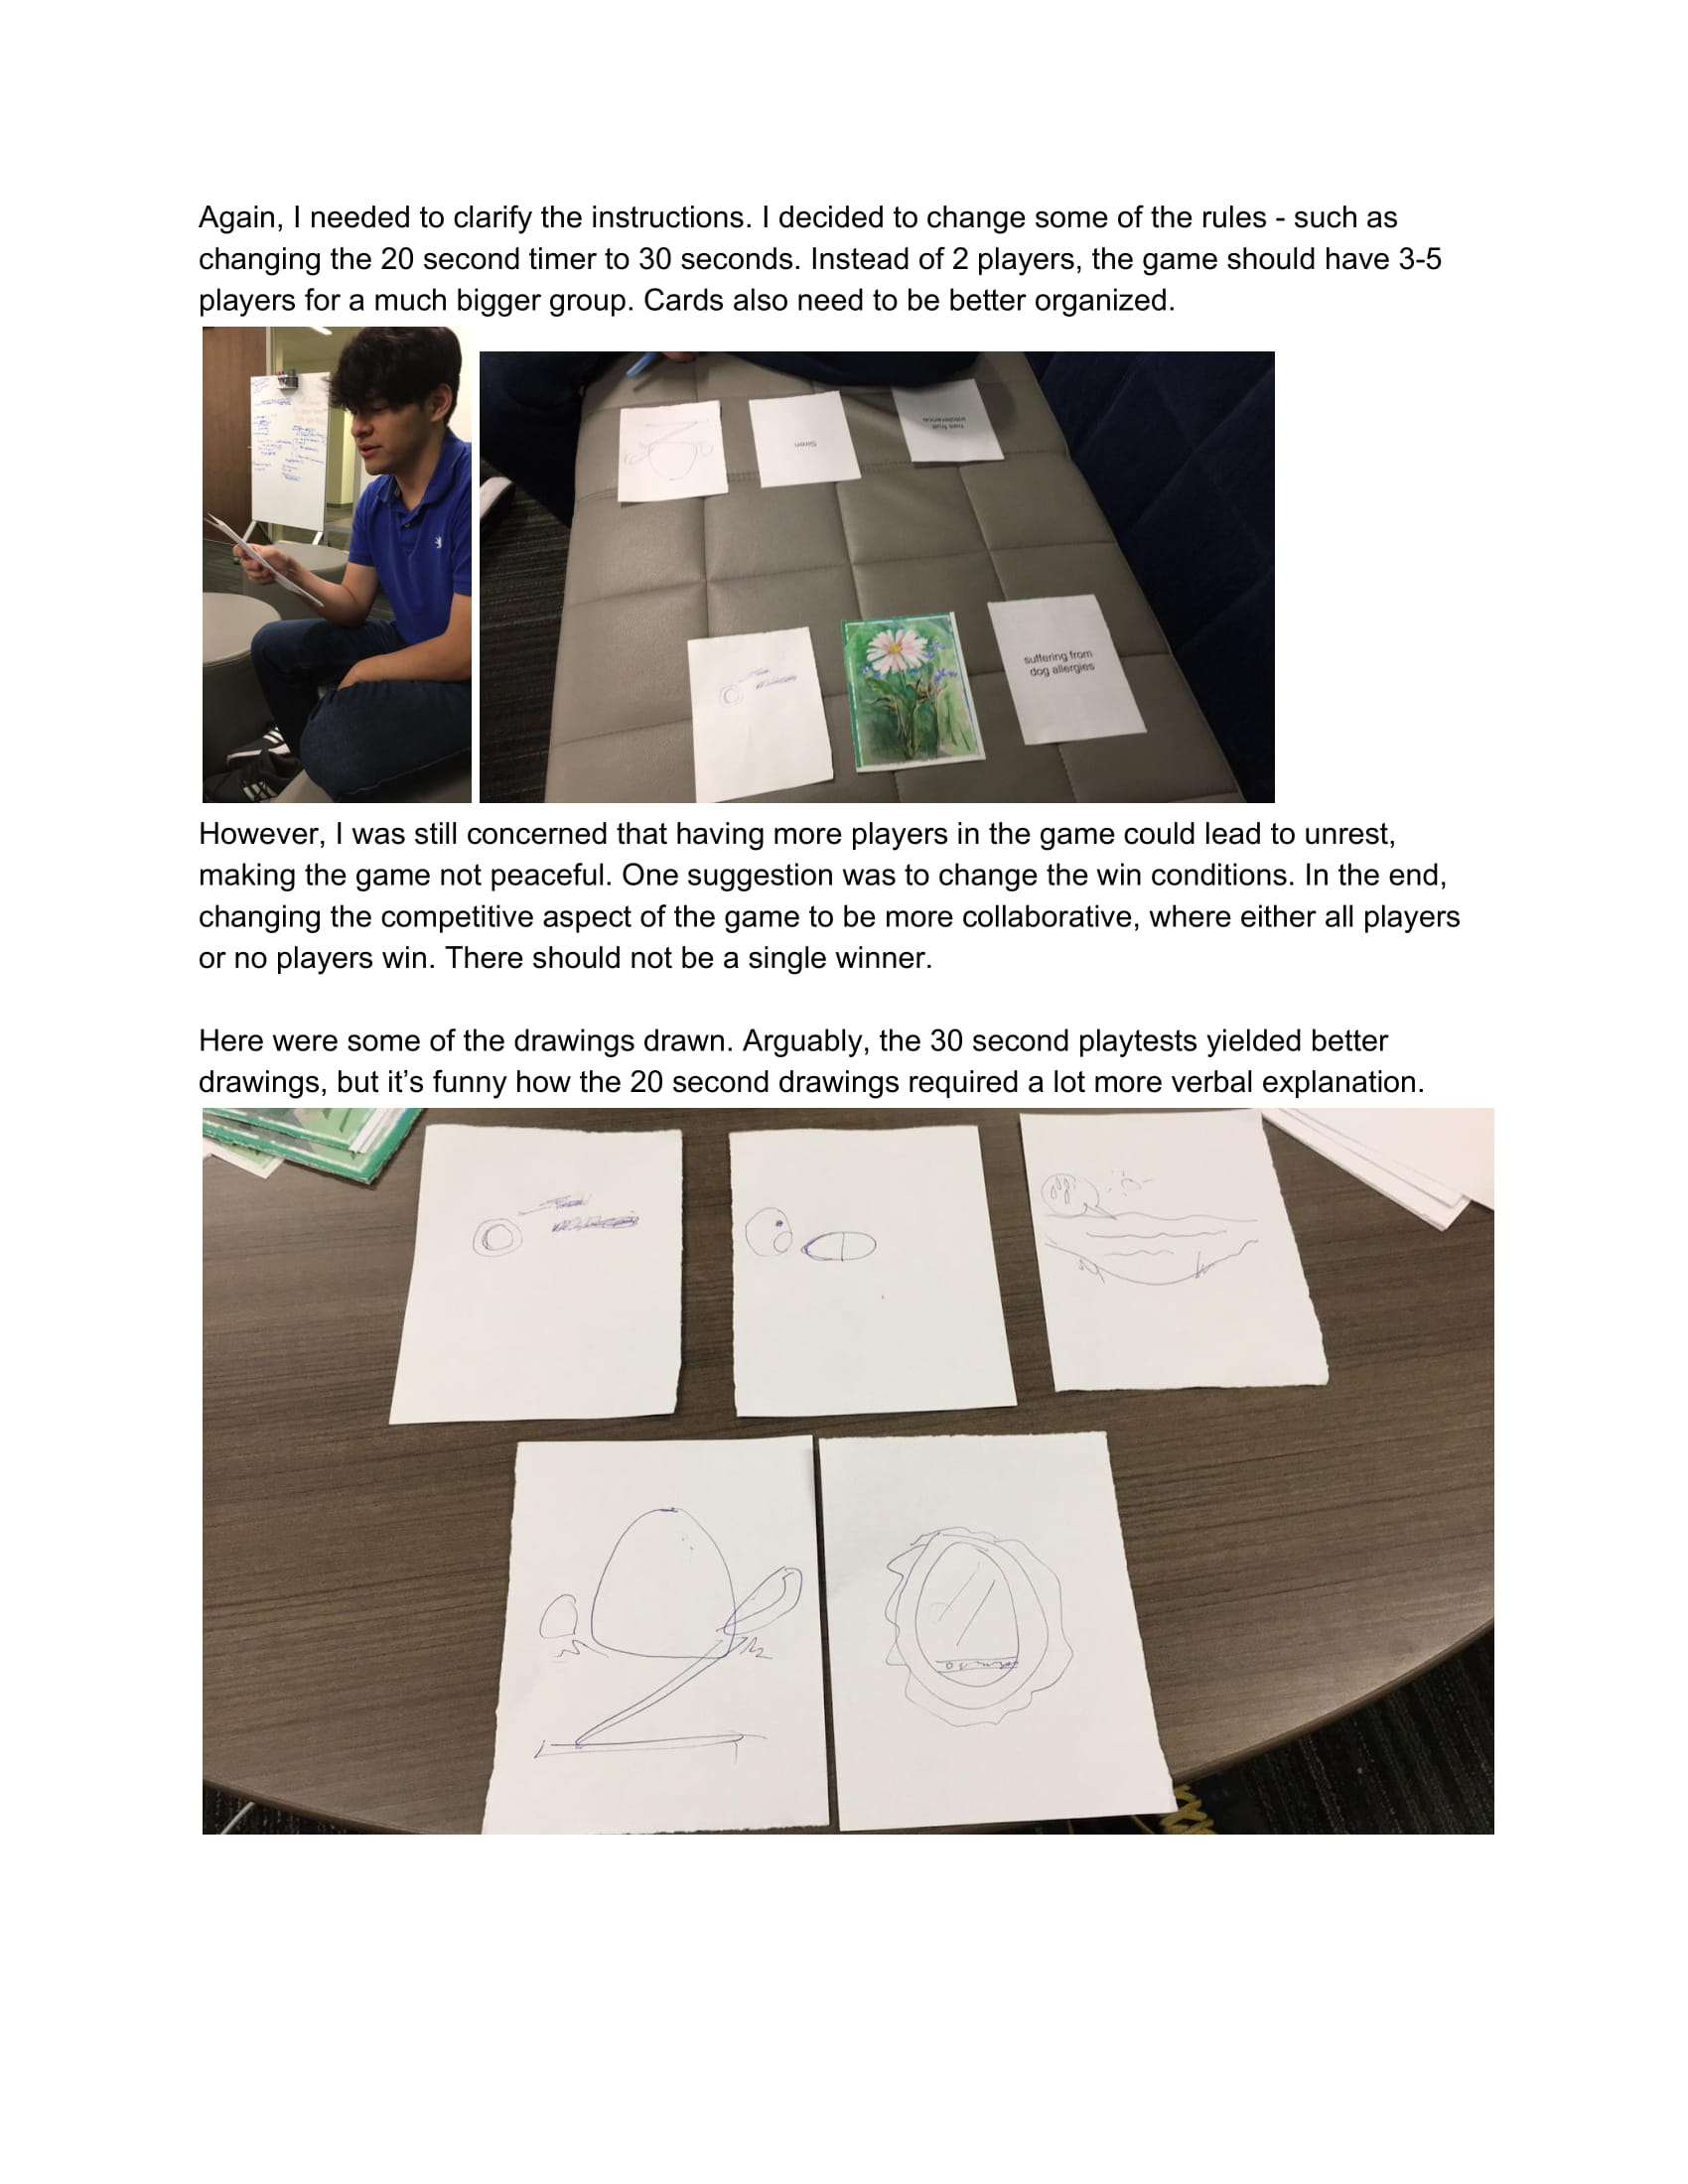 Again, I needed to clarify the instructions. I decided to change some of the rules - such as
changing the 20 second timer to 30 seconds. Instead of 2 players, the game should have 3-5
players for a much bigger group. Cards also need to be better organized.
Siren
intolerance
suffering from
dog allergies
However, I was still concerned that having more players in the game could lead to unrest,
making the game not peaceful. One suggestion was to change the win conditions. In the end,
changing the competitive aspect of the game to be more collaborative, where either all players
or no players win. There should not be a single winner.
Here were some of the drawings drawn. Arguably, the 30 second playtests yielded better
drawings, but it’s funny how the 20 second drawings required a lot more verbal explanation.